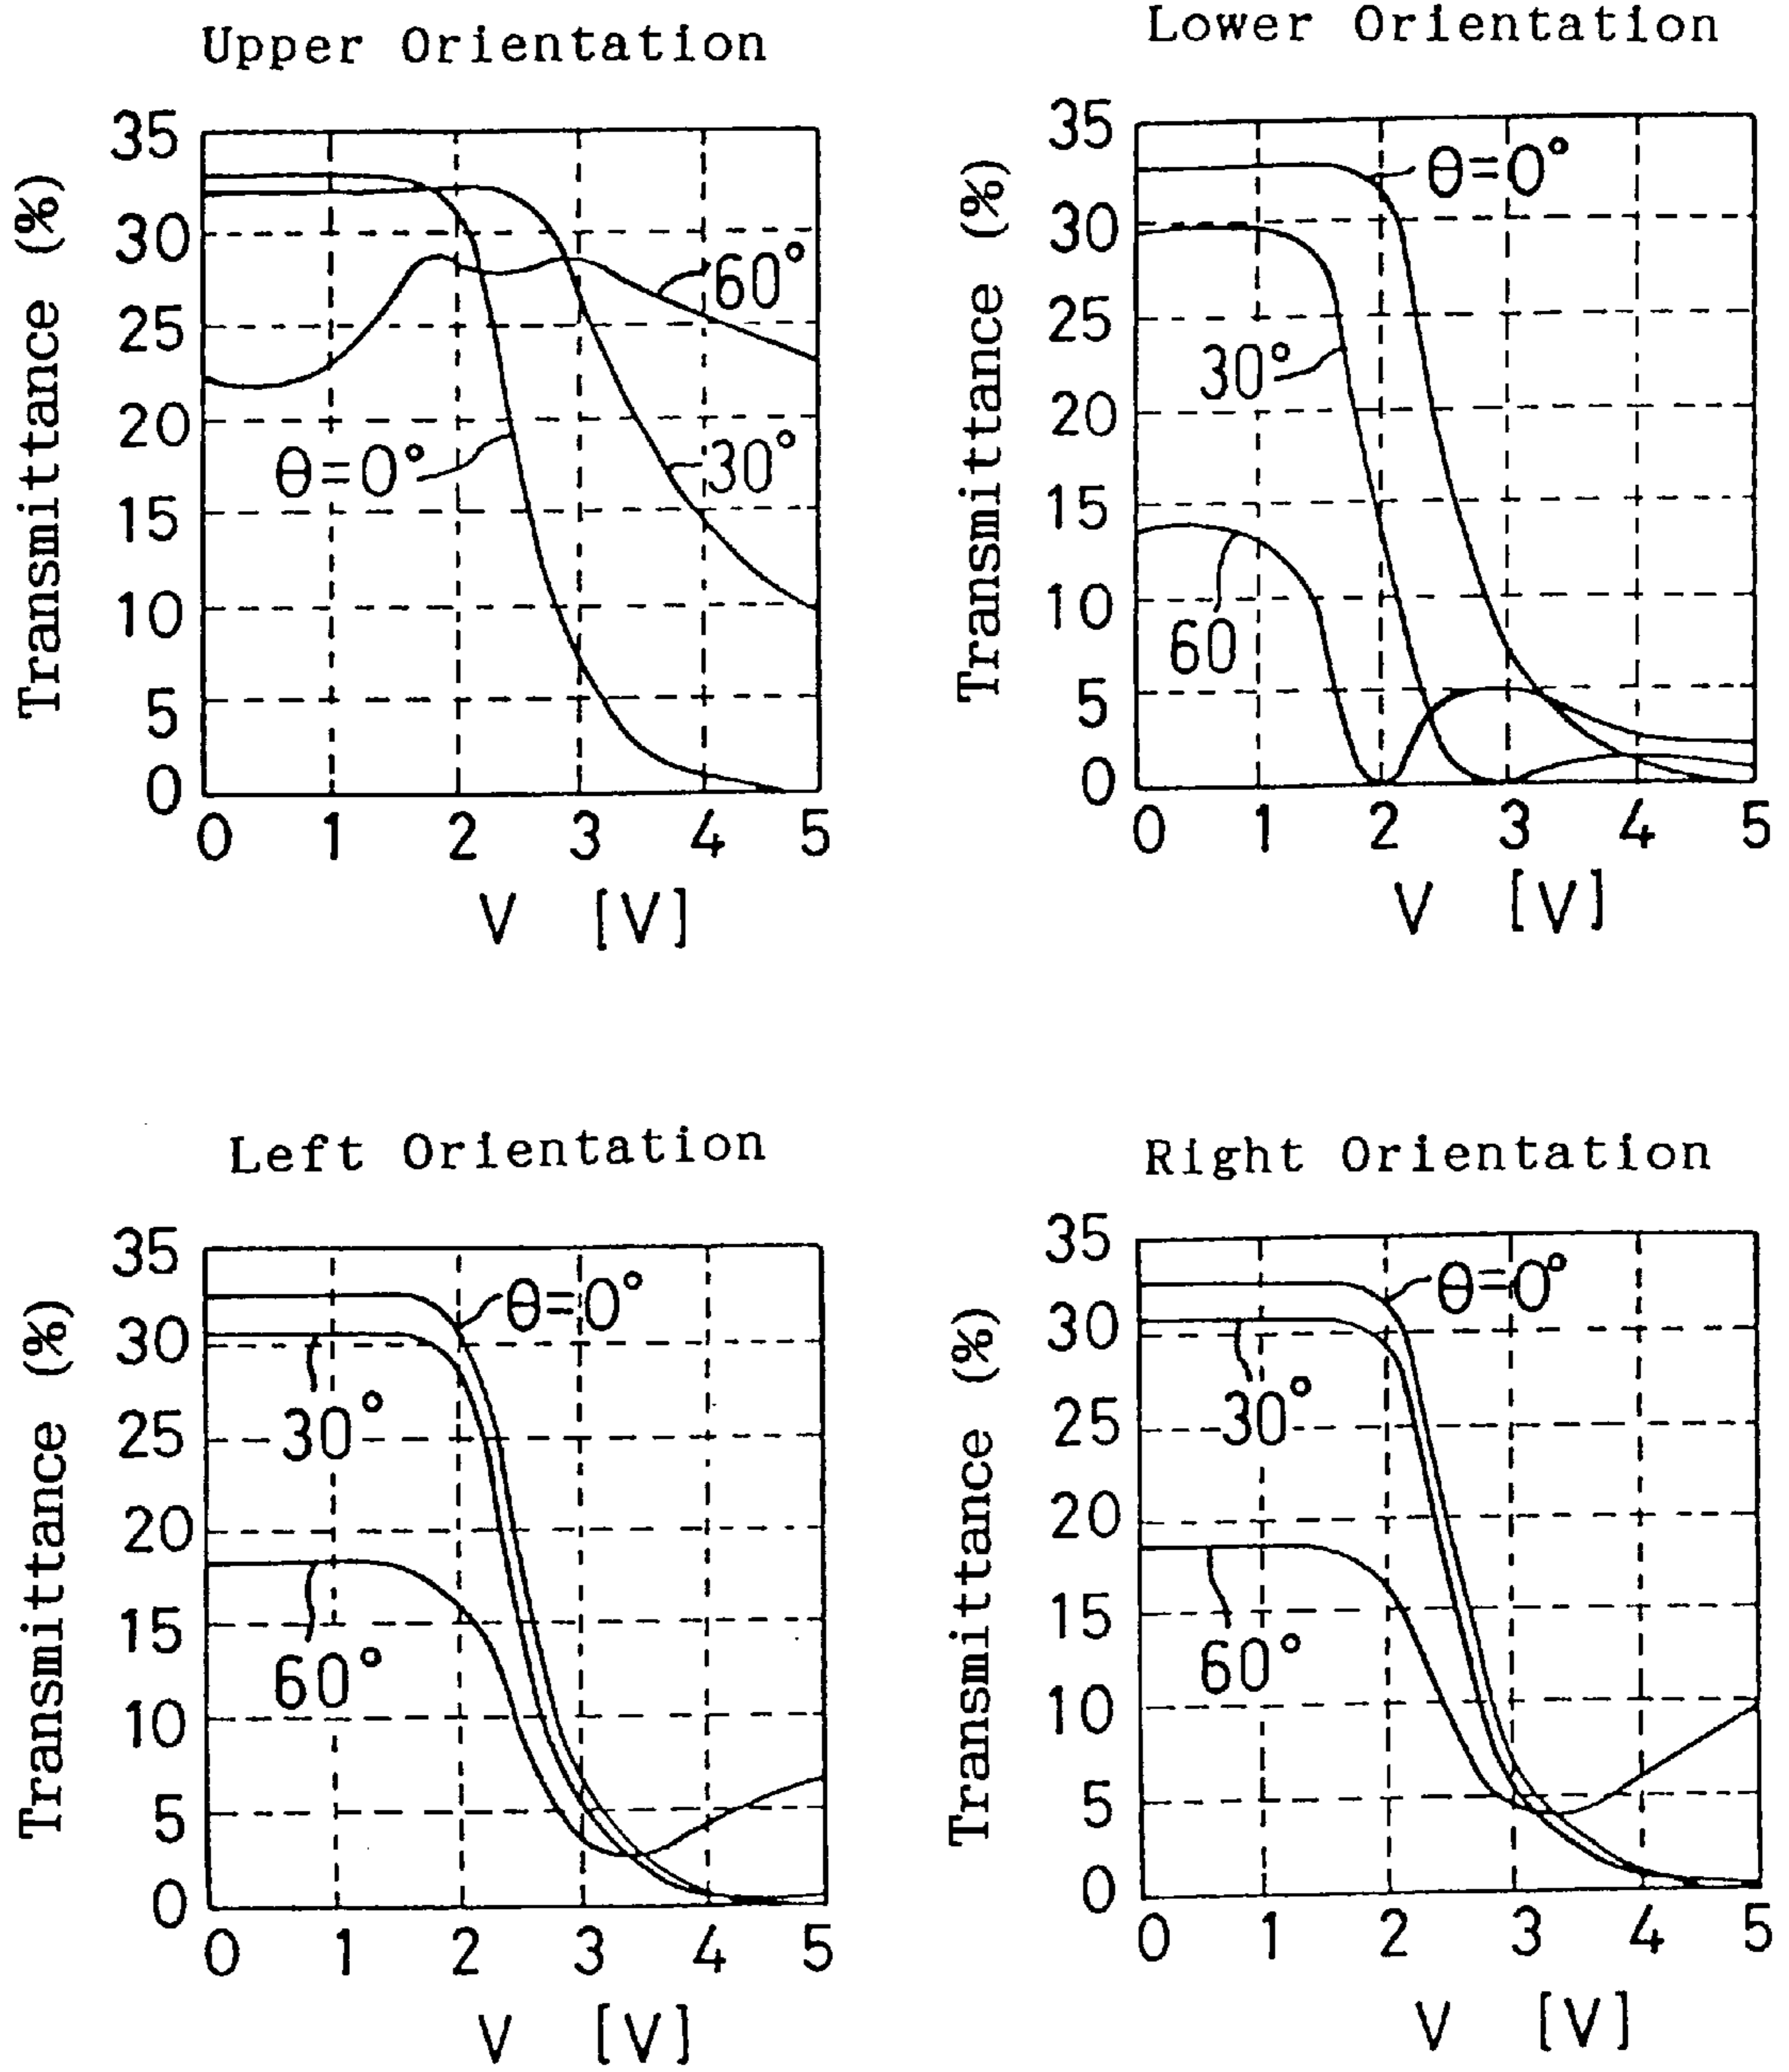 Upper Orientation
Transmittance (%)
35
30
25
20
15
10
5
0
θ=0°
30°
60°
0 1 2 3 4 5
V [V]
Lower Orientation
Transmittance (%)
35
30
25
20
15
10
5
0
θ=0°
30°
60
0 1 2 3 4 5
V [V]
Left Orientation
Transmittance (%)
35
30
25
20
15
10
5
0
θ=0°
30°
60°
0 1 2 3 4 5
V [V]
Right Orientation
Transmittance (%)
35
30
25
20
15
10
5
0
θ=0°
30°
60°
0 1 2 3 4 5
V [V]